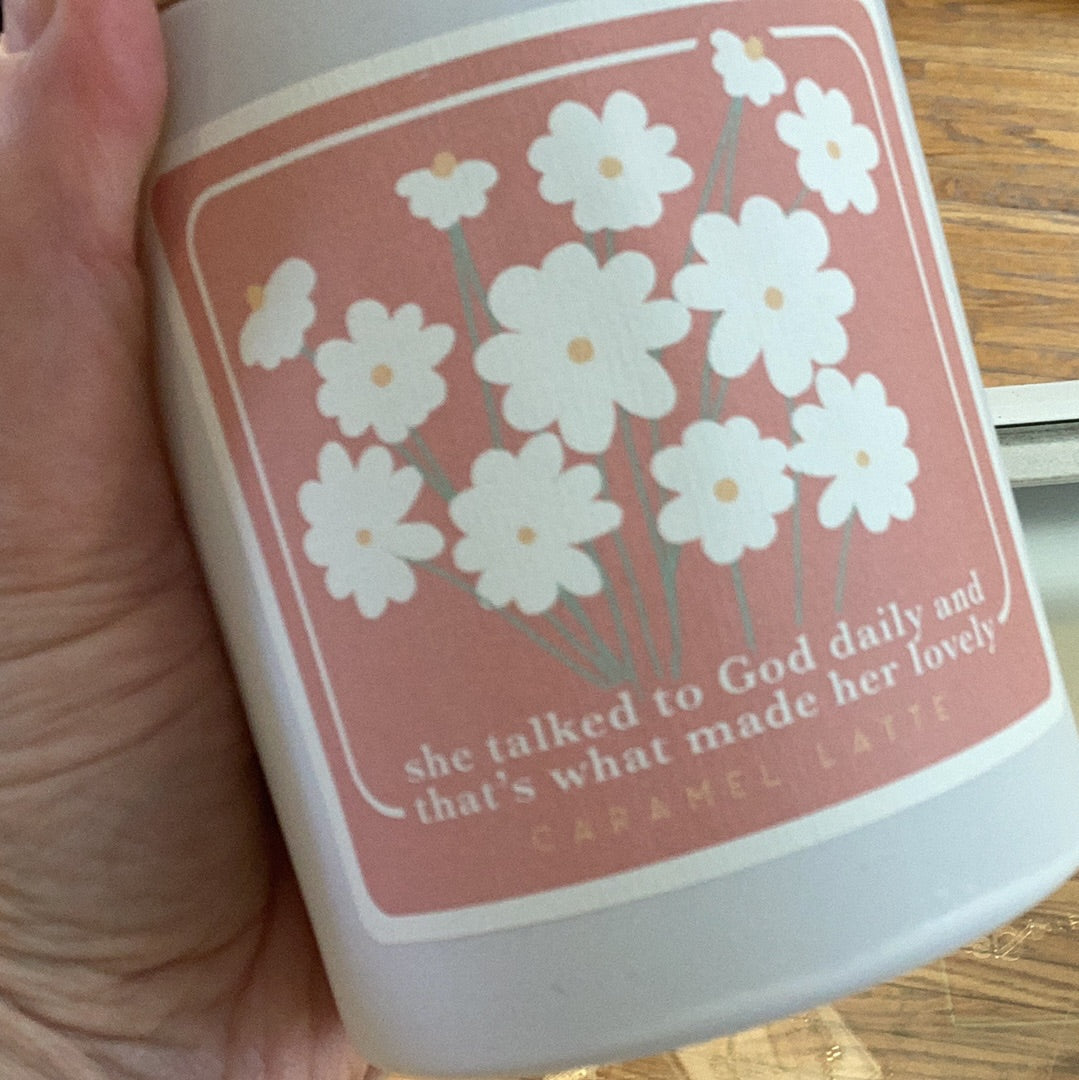 she talked to God daily and
that's what made her lovely
CARAMEL LATTE